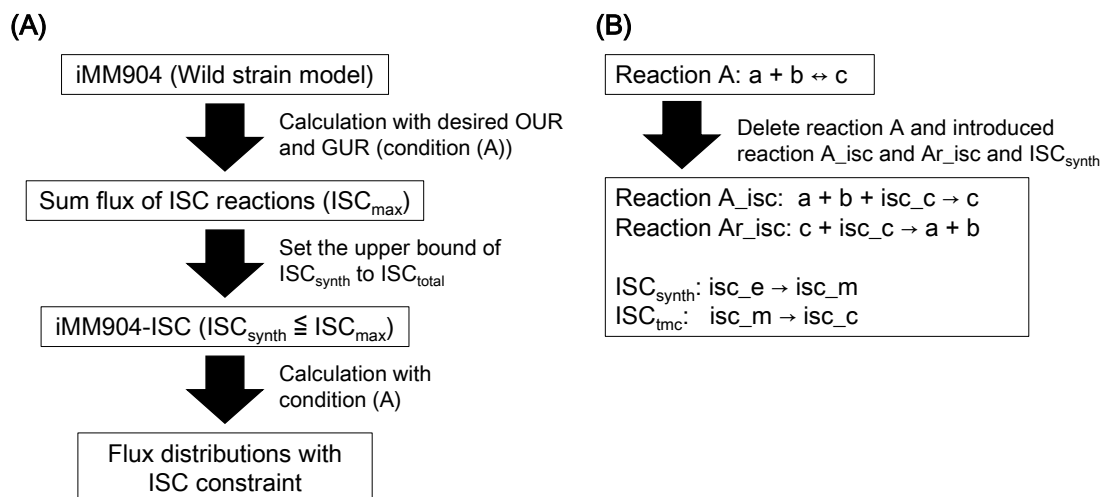 (A)
iMM904 (Wild strain model)
Calculation with desired OUR
and GUR (condition (A))
Sum flux of ISC reactions (ISCmax)
Set the upper bound of
ISCsynth to ISCtotal
iMM904-ISC (ISCsynth ≦ ISCmax)
Calculation with
condition (A)
Flux distributions with
ISC constraint
(B)
Reaction A: a + b ↔ c
Delete reaction A and introduced
reaction A_isc and Ar_isc and ISCsynth
Reaction A_isc: a + b + isc_c → c
Reaction Ar_isc: c + isc_c → a + b
ISCsynth: isc_e → isc_m
ISCtmc: isc_m → isc_c